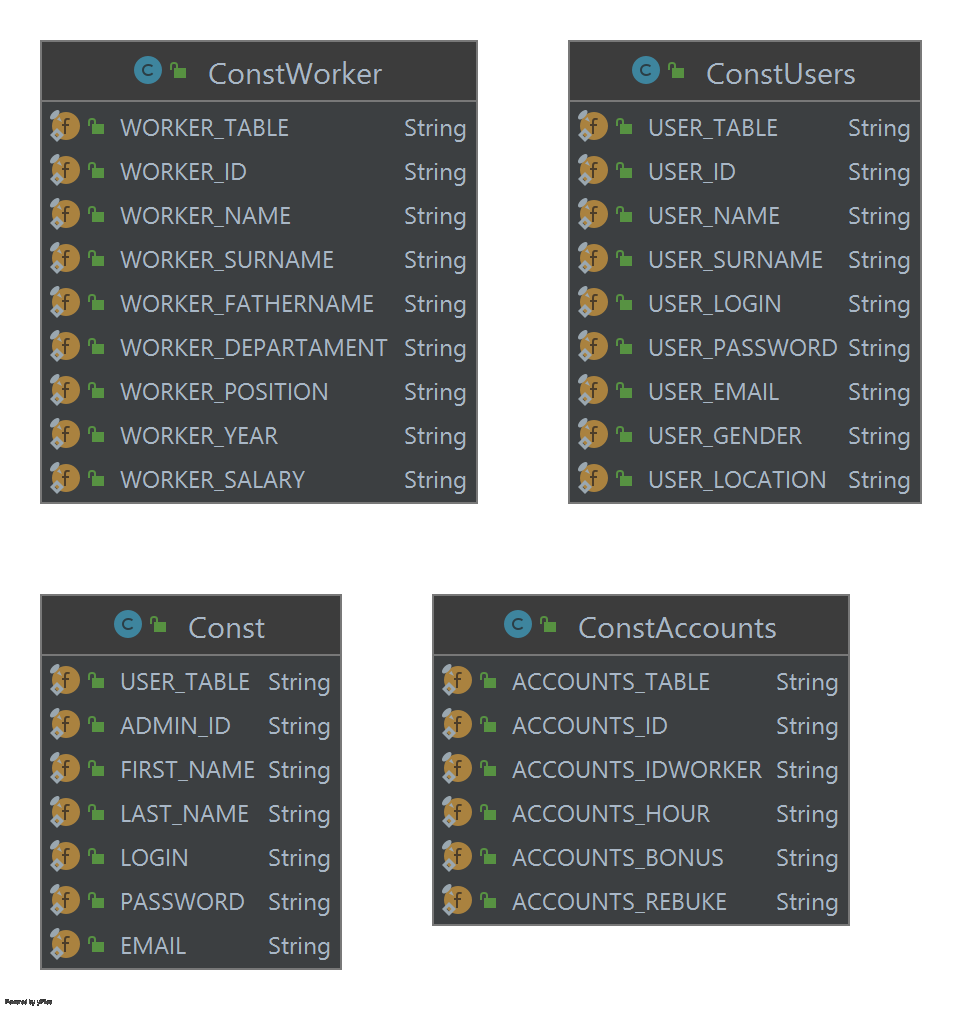 ConstWorker
WORKER_TABLE String
WORKER_ID String
WORKER_NAME String
WORKER_SURNAME String
WORKER_FATHERNAME String
WORKER_DEPARTAMENT String
WORKER_POSITION String
WORKER_YEAR String
WORKER_SALARY String
ConstUsers
USER_TABLE String
USER_ID String
USER_NAME String
USER_SURNAME String
USER_LOGIN String
USER_PASSWORD String
USER_EMAIL String
USER_GENDER String
USER_LOCATION String
Const
USER_TABLE String
ADMIN_ID String
FIRST_NAME String
LAST_NAME String
LOGIN String
PASSWORD String
EMAIL String
ConstAccounts
ACCOUNTS_TABLE String
ACCOUNTS_ID String
ACCOUNTS_IDWORKER String
ACCOUNTS_HOUR String
ACCOUNTS_BONUS String
ACCOUNTS_REBUKE String
Powered by yFiles